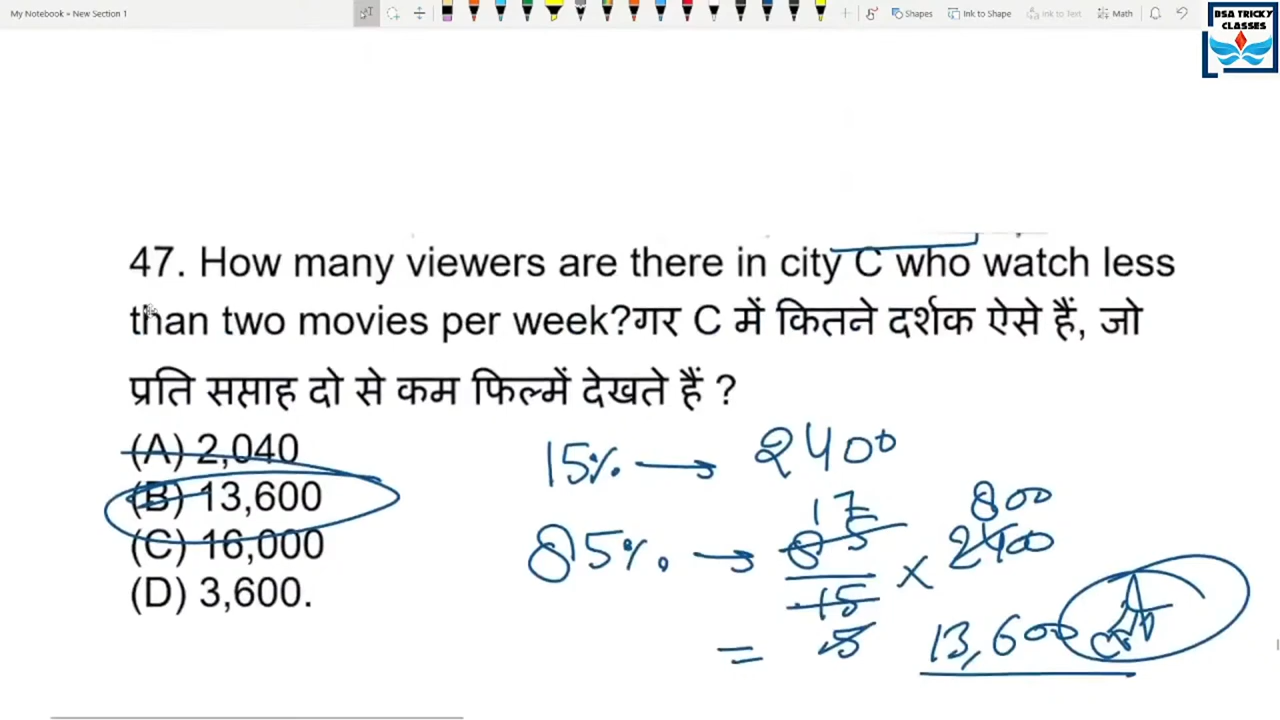 My Notebook » New Section 1
Shapes
Ink to Shape
Ink to Text
Math
BSA TRICKY
CLASSES
47. How many viewers are there in city C who watch less
than two movies per week?गर C में कितने दर्शक ऐसे हैं, जो
प्रति सप्ताह दो से कम फिल्में देखते हैं ?
(A) 2,040
(B) 13,600
(C) 16,000
(D) 3,600.
15% → 2400
17 800
85% → 85 × 2400
15
5
= 13,600